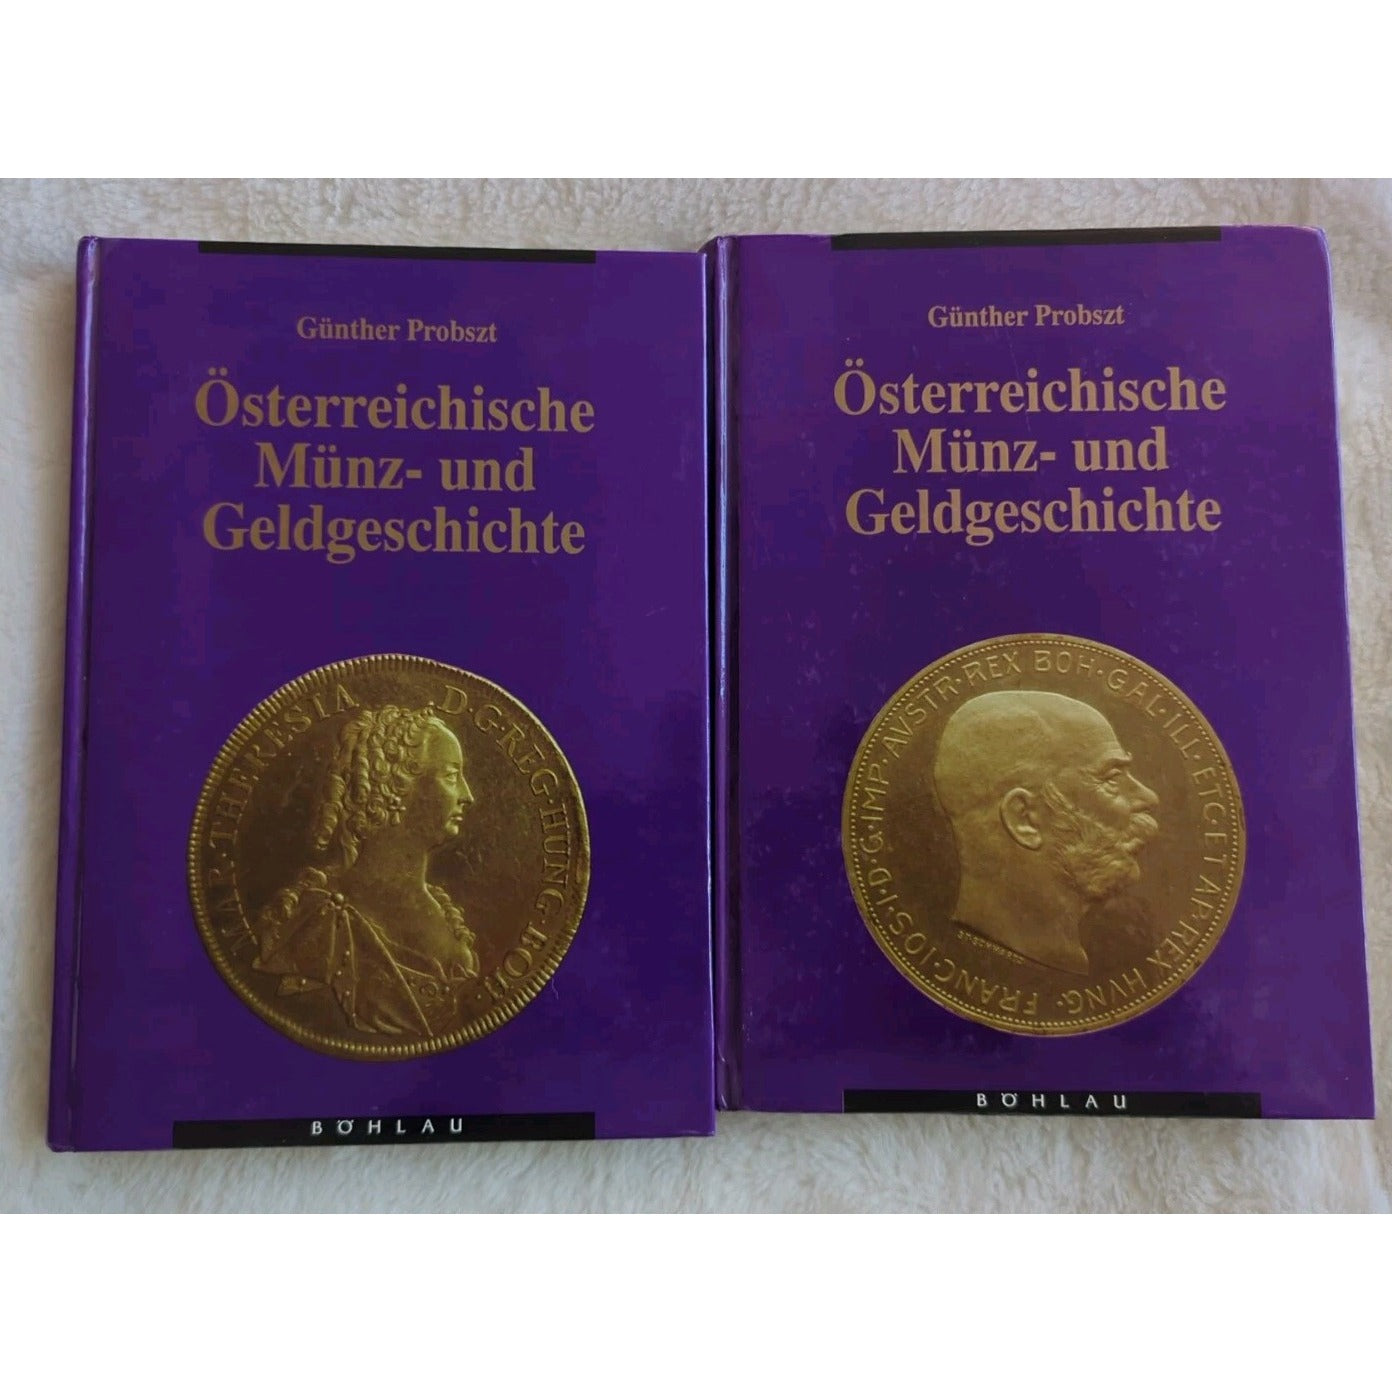 Günther Probszt
Österreichische
Münz- und
Geldgeschichte
MAR·THERESIA D·G·REG·HUNG·BOH·
BÖHLAU
Günther Probszt
Österreichische
Münz- und
Geldgeschichte
FRANC·IOS·I·D·G·IMP·AVSTR·REX BOH·GAL·ILL·ETC·ET AP·REX HVNG·
BÖHLAU